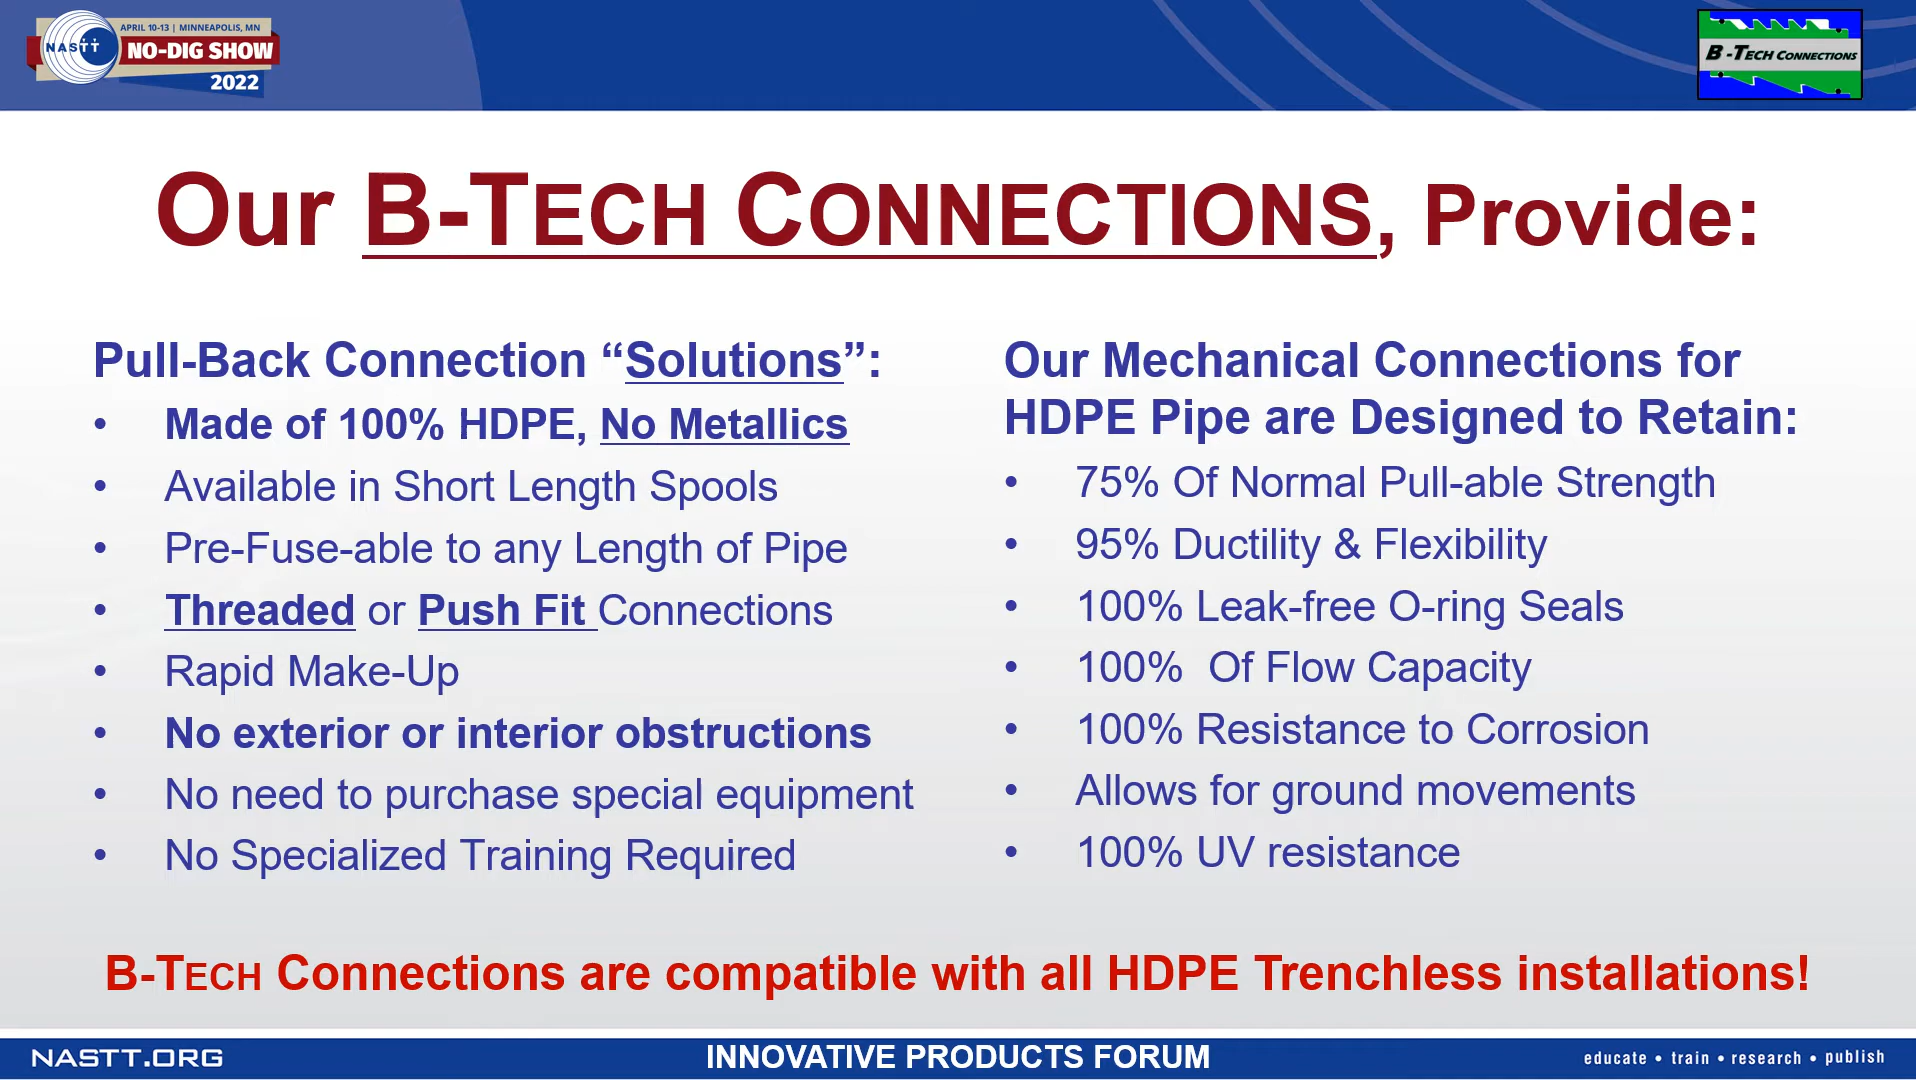 APRIL 10-13 | MINNEAPOLIS, MN
NASTT
NO-DIG SHOW
2022
B-TECH CONNECTIONS
Our B-TECH CONNECTIONS, Provide:
Pull-Back Connection “Solutions”:
• Made of 100% HDPE, No Metallics
• Available in Short Length Spools
• Pre-Fuse-able to any Length of Pipe
• Threaded or Push Fit Connections
• Rapid Make-Up
• No exterior or interior obstructions
• No need to purchase special equipment
• No Specialized Training Required
Our Mechanical Connections for
HDPE Pipe are Designed to Retain:
• 75% Of Normal Pull-able Strength
• 95% Ductility & Flexibility
• 100% Leak-free O-ring Seals
• 100%  Of Flow Capacity
• 100% Resistance to Corrosion
• Allows for ground movements
• 100% UV resistance
B-TECH Connections are compatible with all HDPE Trenchless installations!
NASTT.ORG
INNOVATIVE PRODUCTS FORUM
educate • train • research • publish